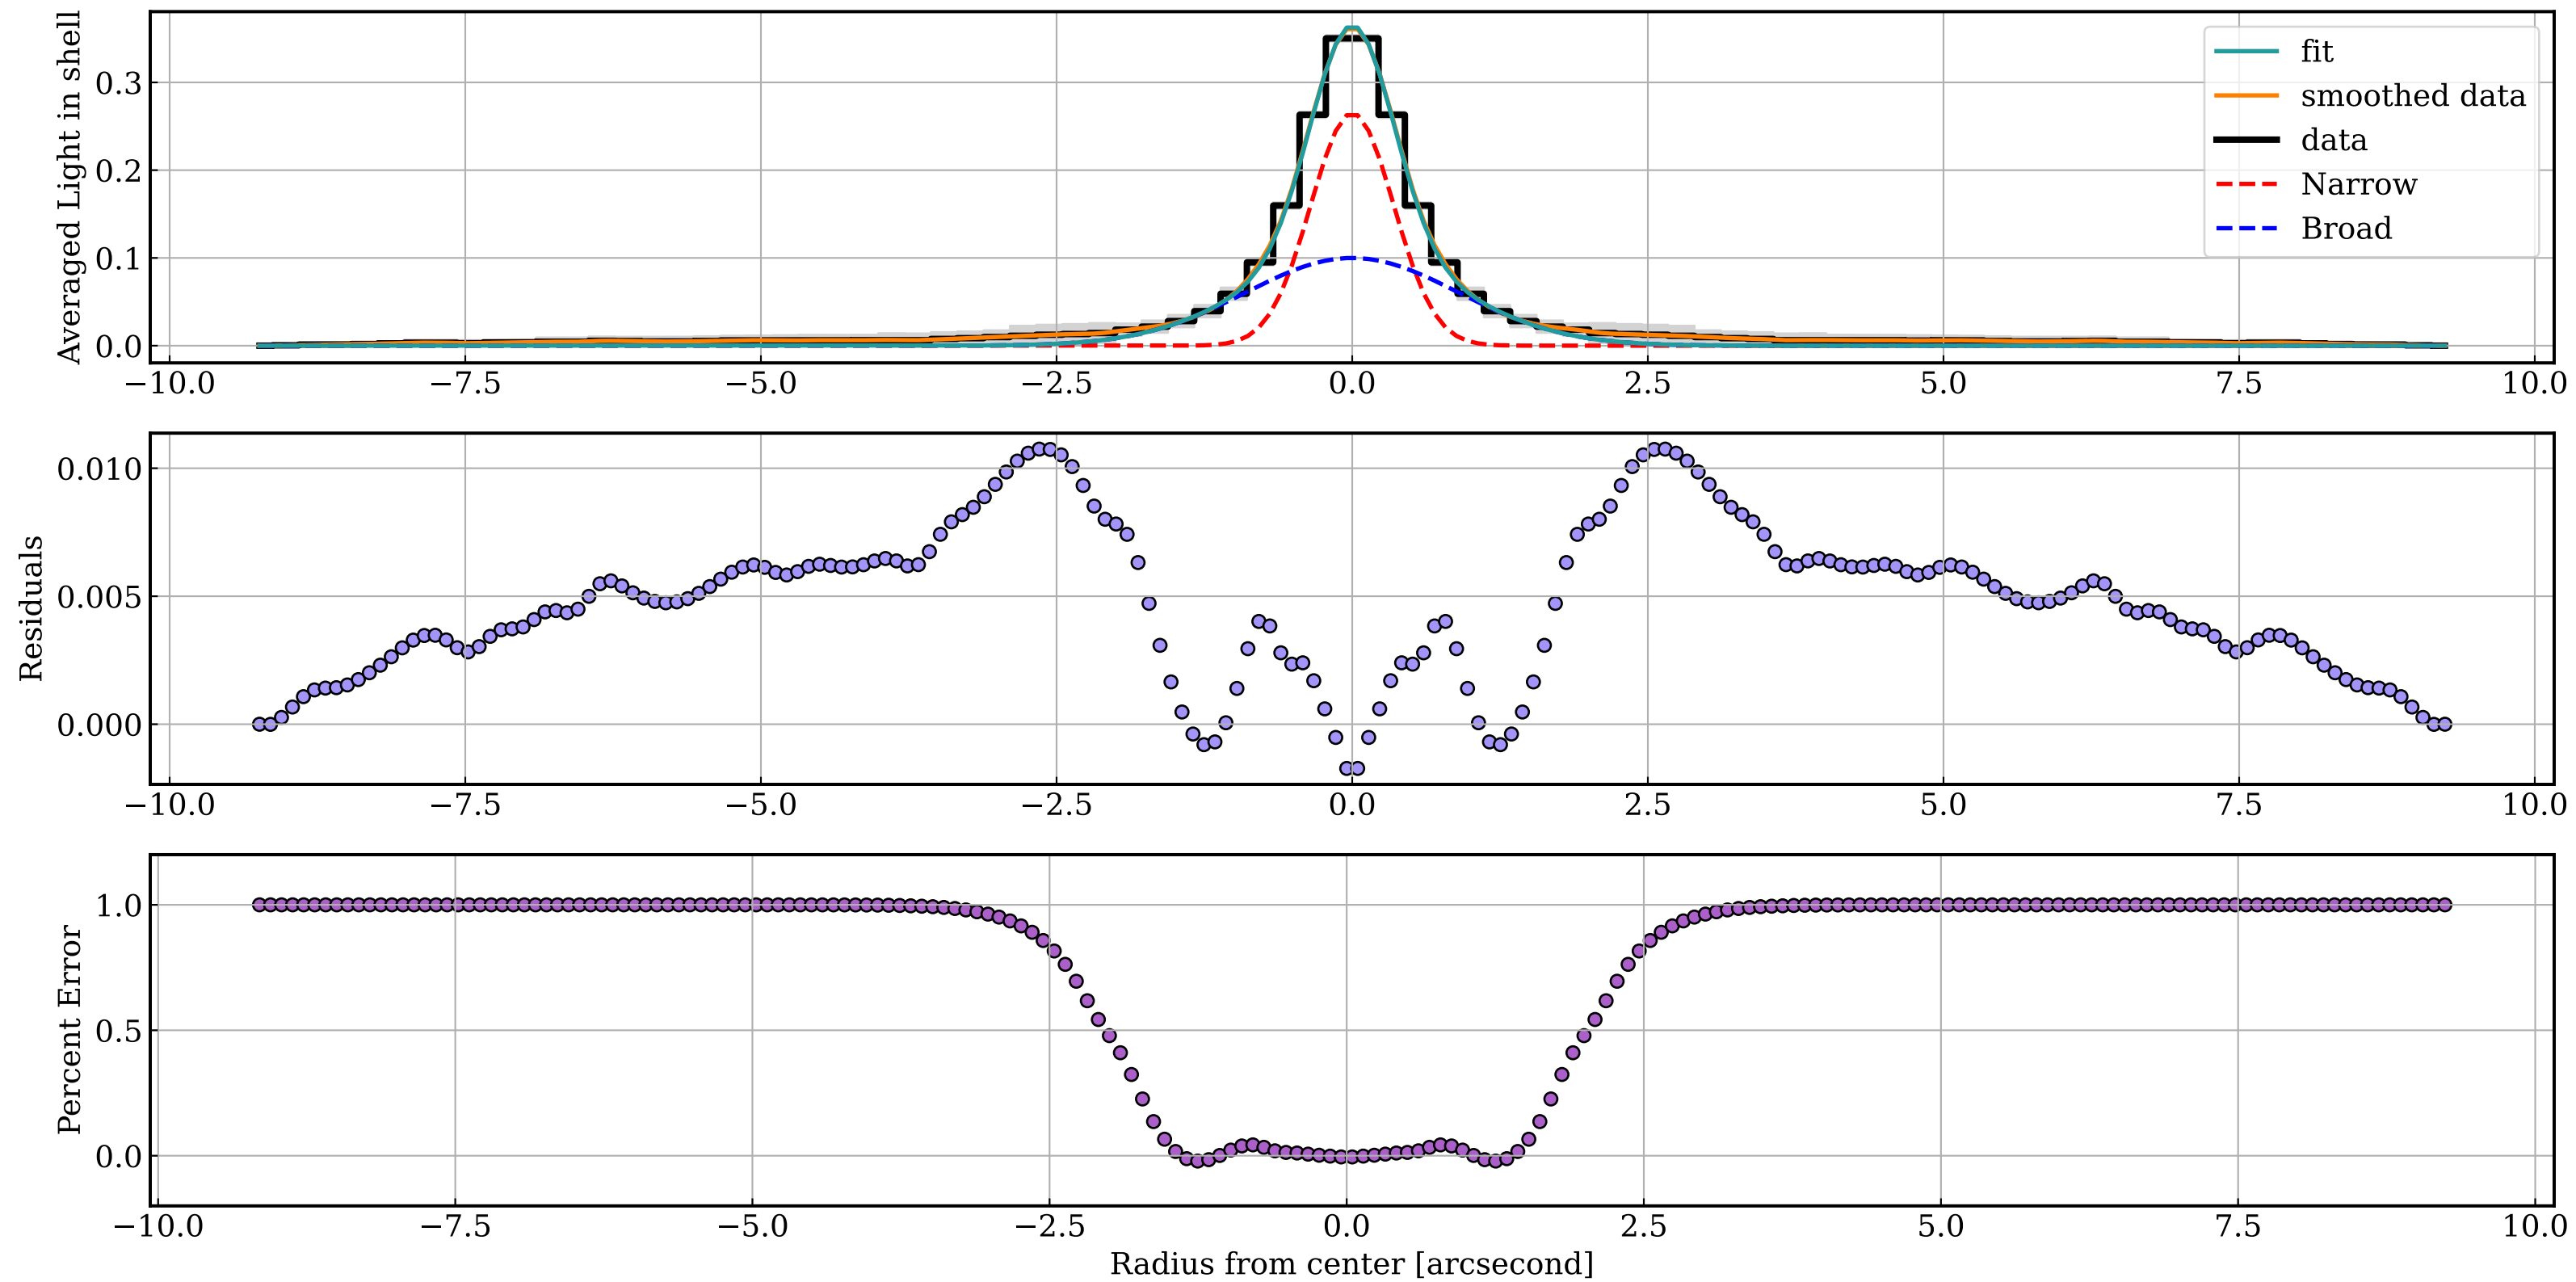 Averaged Light in shell
0.3
0.2
0.1
0.0
fit
smoothed data
data
Narrow
Broad
−10.0 −7.5 −5.0 −2.5 0.0 2.5 5.0 7.5 10.0
Residuals
0.010
0.005
0.000
−10.0 −7.5 −5.0 −2.5 0.0 2.5 5.0 7.5 10.0
Percent Error
1.0
0.5
0.0
−10.0 −7.5 −5.0 −2.5 0.0 2.5 5.0 7.5 10.0
Radius from center [arcsecond]